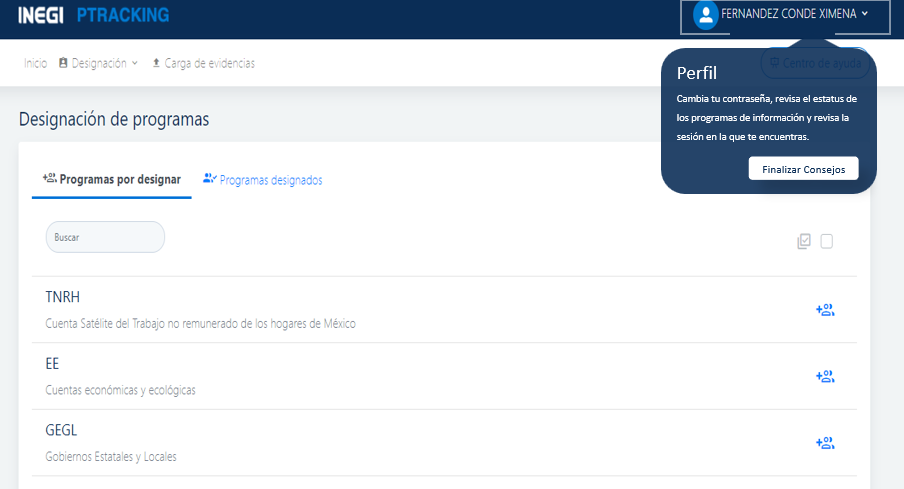 INEGI PTRACKING
FERNANDEZ CONDE XIMENA
Inicio
Designación
Carga de evidencias
Centro de ayuda
Perfil
Cambia tu contraseña, revisa el estatus de
los programas de información y revisa la
sesión en la que te encuentras.
Finalizar Consejos
Designación de programas
Programas por designar
Programas designados
Buscar
TNRH
Cuenta Satélite del Trabajo no remunerado de los hogares de México
EE
Cuentas económicas y ecológicas
GEGL
Gobiernos Estatales y Locales